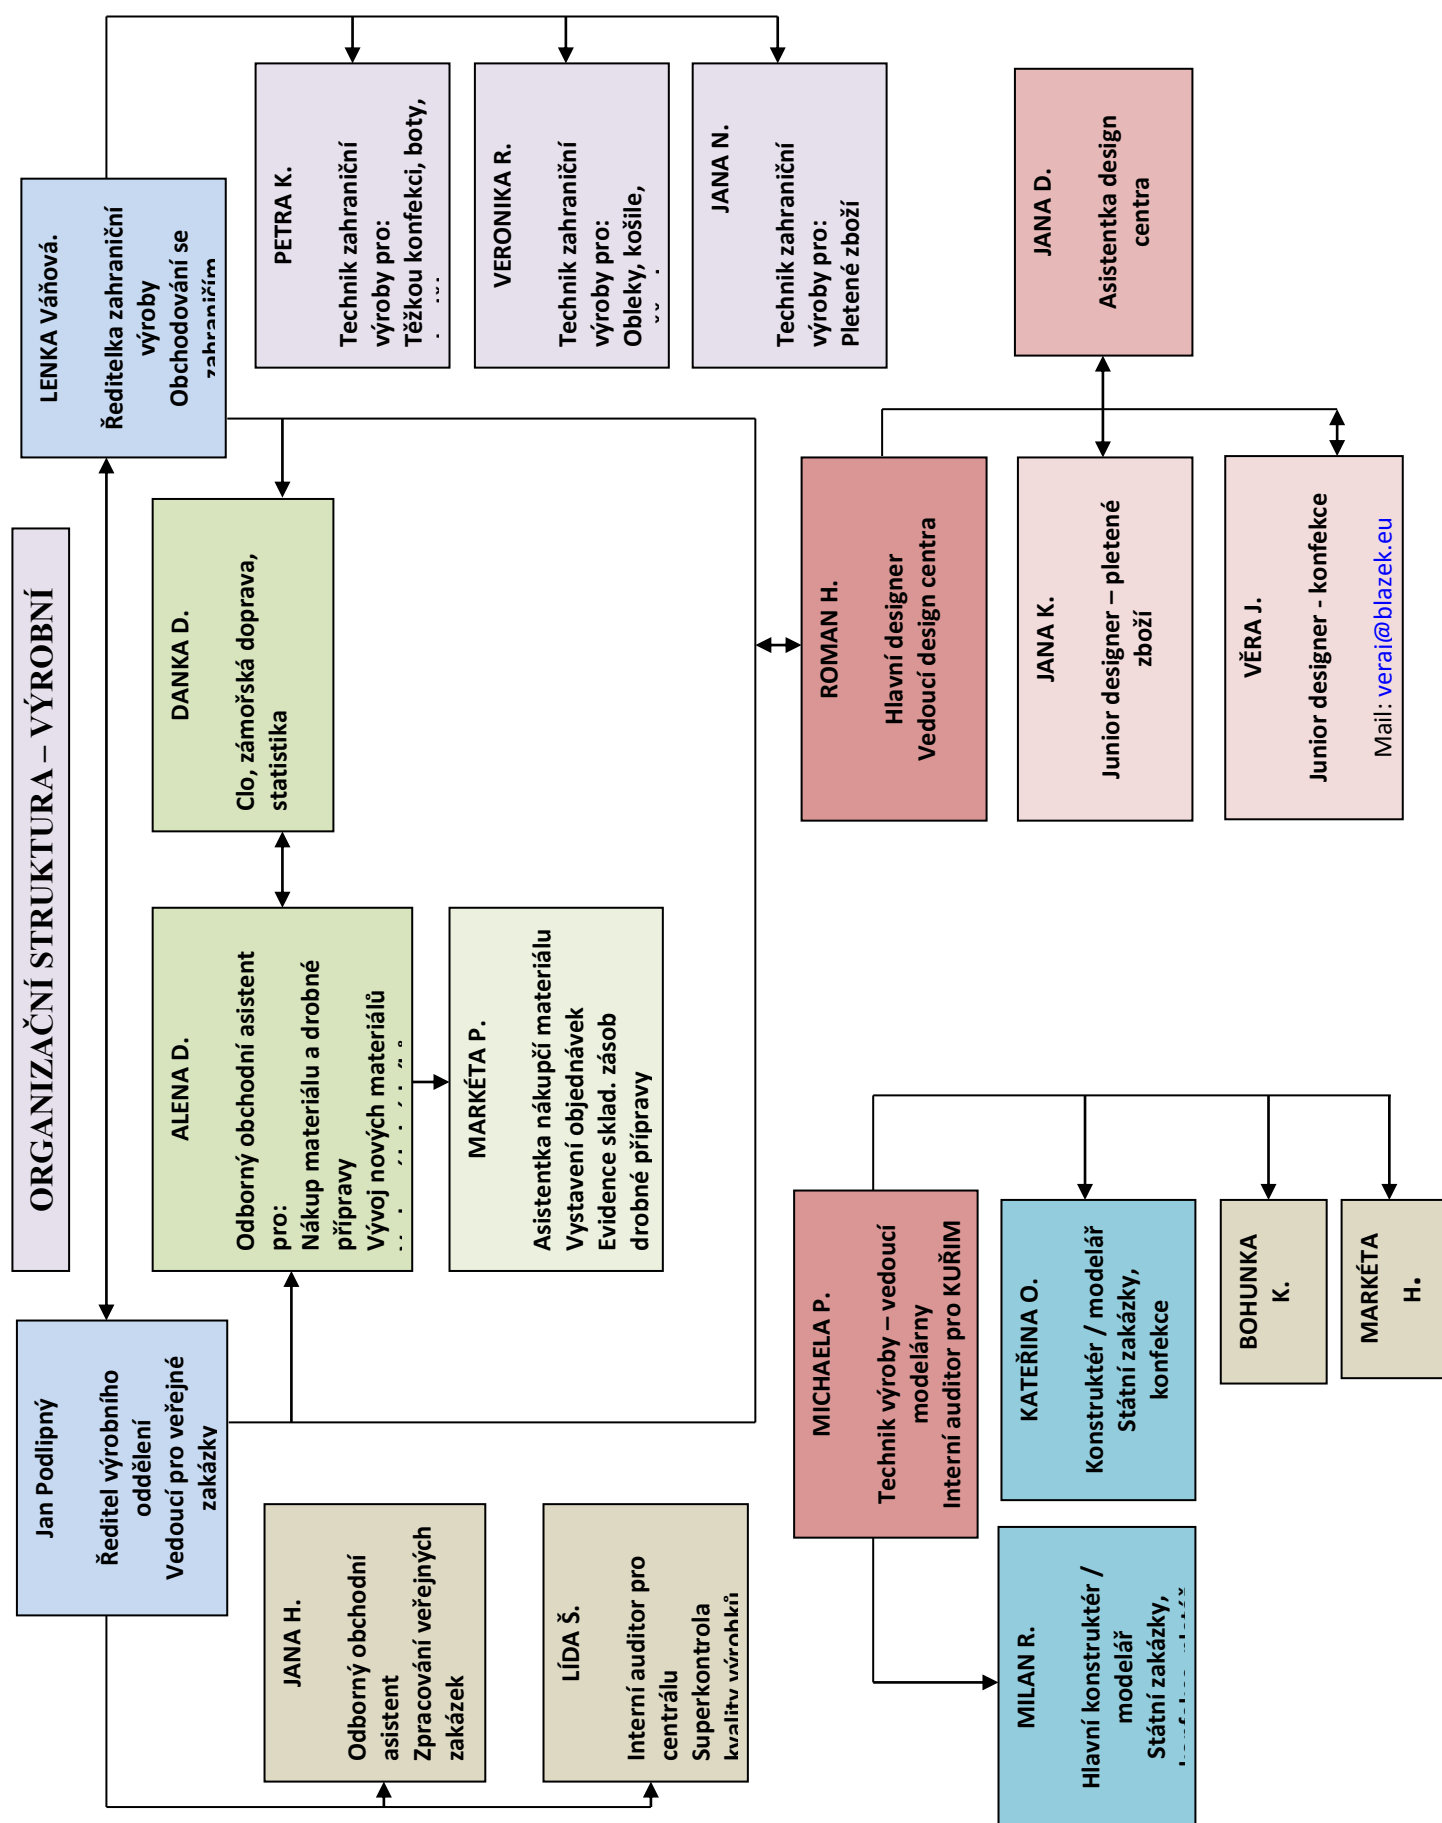 ORGANIZAČNÍ STRUKTURA – VÝROBNÍ
Jan Podlipný
Ředitel výrobního
oddělení
Vedoucí pro veřejné
zakázky
LENKA Váňová.
Ředitelka zahraniční
výroby
Obchodování se
zahraničím
JANA H.
Odborný obchodní
asistent
Zpracování veřejných
zakázek
LÍDA Š.
Interní auditor pro
centrálu
Superkontrola
kvality výrobků
ALENA D.
Odborný obchodní asistent
pro:
Nákup materiálu a drobné
přípravy
Vývoj nových materiálů
DANKA D.
Clo, zámořská doprava,
statistika
MARKÉTA P.
Asistentka nákupčí materiálu
Vystavení objednávek
Evidence sklad. zásob
drobné přípravy
PETRA K.
Technik zahraniční
výroby pro:
Těžkou konfekci, boty,
VERONIKA R.
Technik zahraniční
výroby pro:
Obleky, košile,
JANA N.
Technik zahraniční
výroby pro:
Pletené zboží
MICHAELA P.
Technik výroby – vedoucí
modelárny
Interní auditor pro KUŘIM
MILAN R.
Hlavní konstruktér /
modelář
Státní zakázky,
KATEŘINA O.
Konstruktér / modelář
Státní zakázky,
konfekce
BOHUNKA
K.
MARKÉTA
H.
ROMAN H.
Hlavní designer
Vedoucí design centra
JANA D.
Asistentka design
centra
JANA K.
Junior designer – pletené
zboží
VĚRA J.
Junior designer - konfekce
Mail: verai@blazek.eu